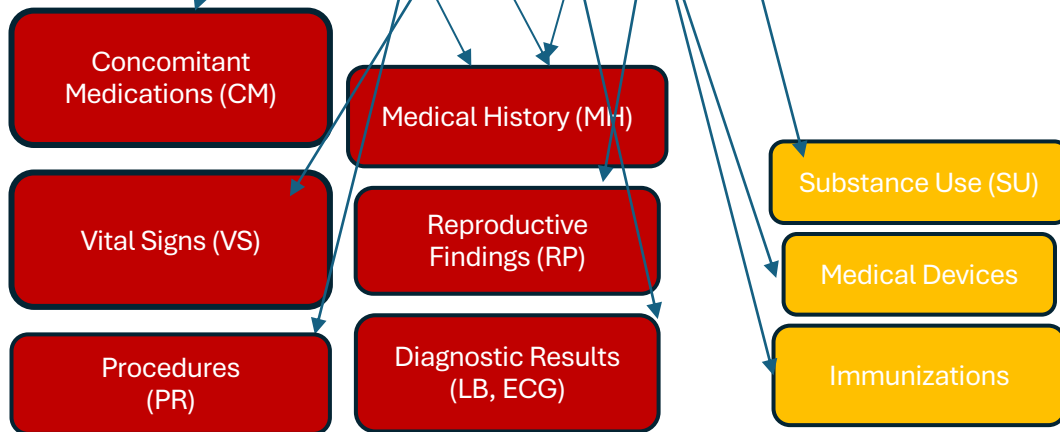 Concomitant
Medications (CM)
Medical History (MH)
Substance Use (SU)
Vital Signs (VS)
Reproductive
Findings (RP)
Medical Devices
Procedures
(PR)
Diagnostic Results
(LB, ECG)
Immunizations